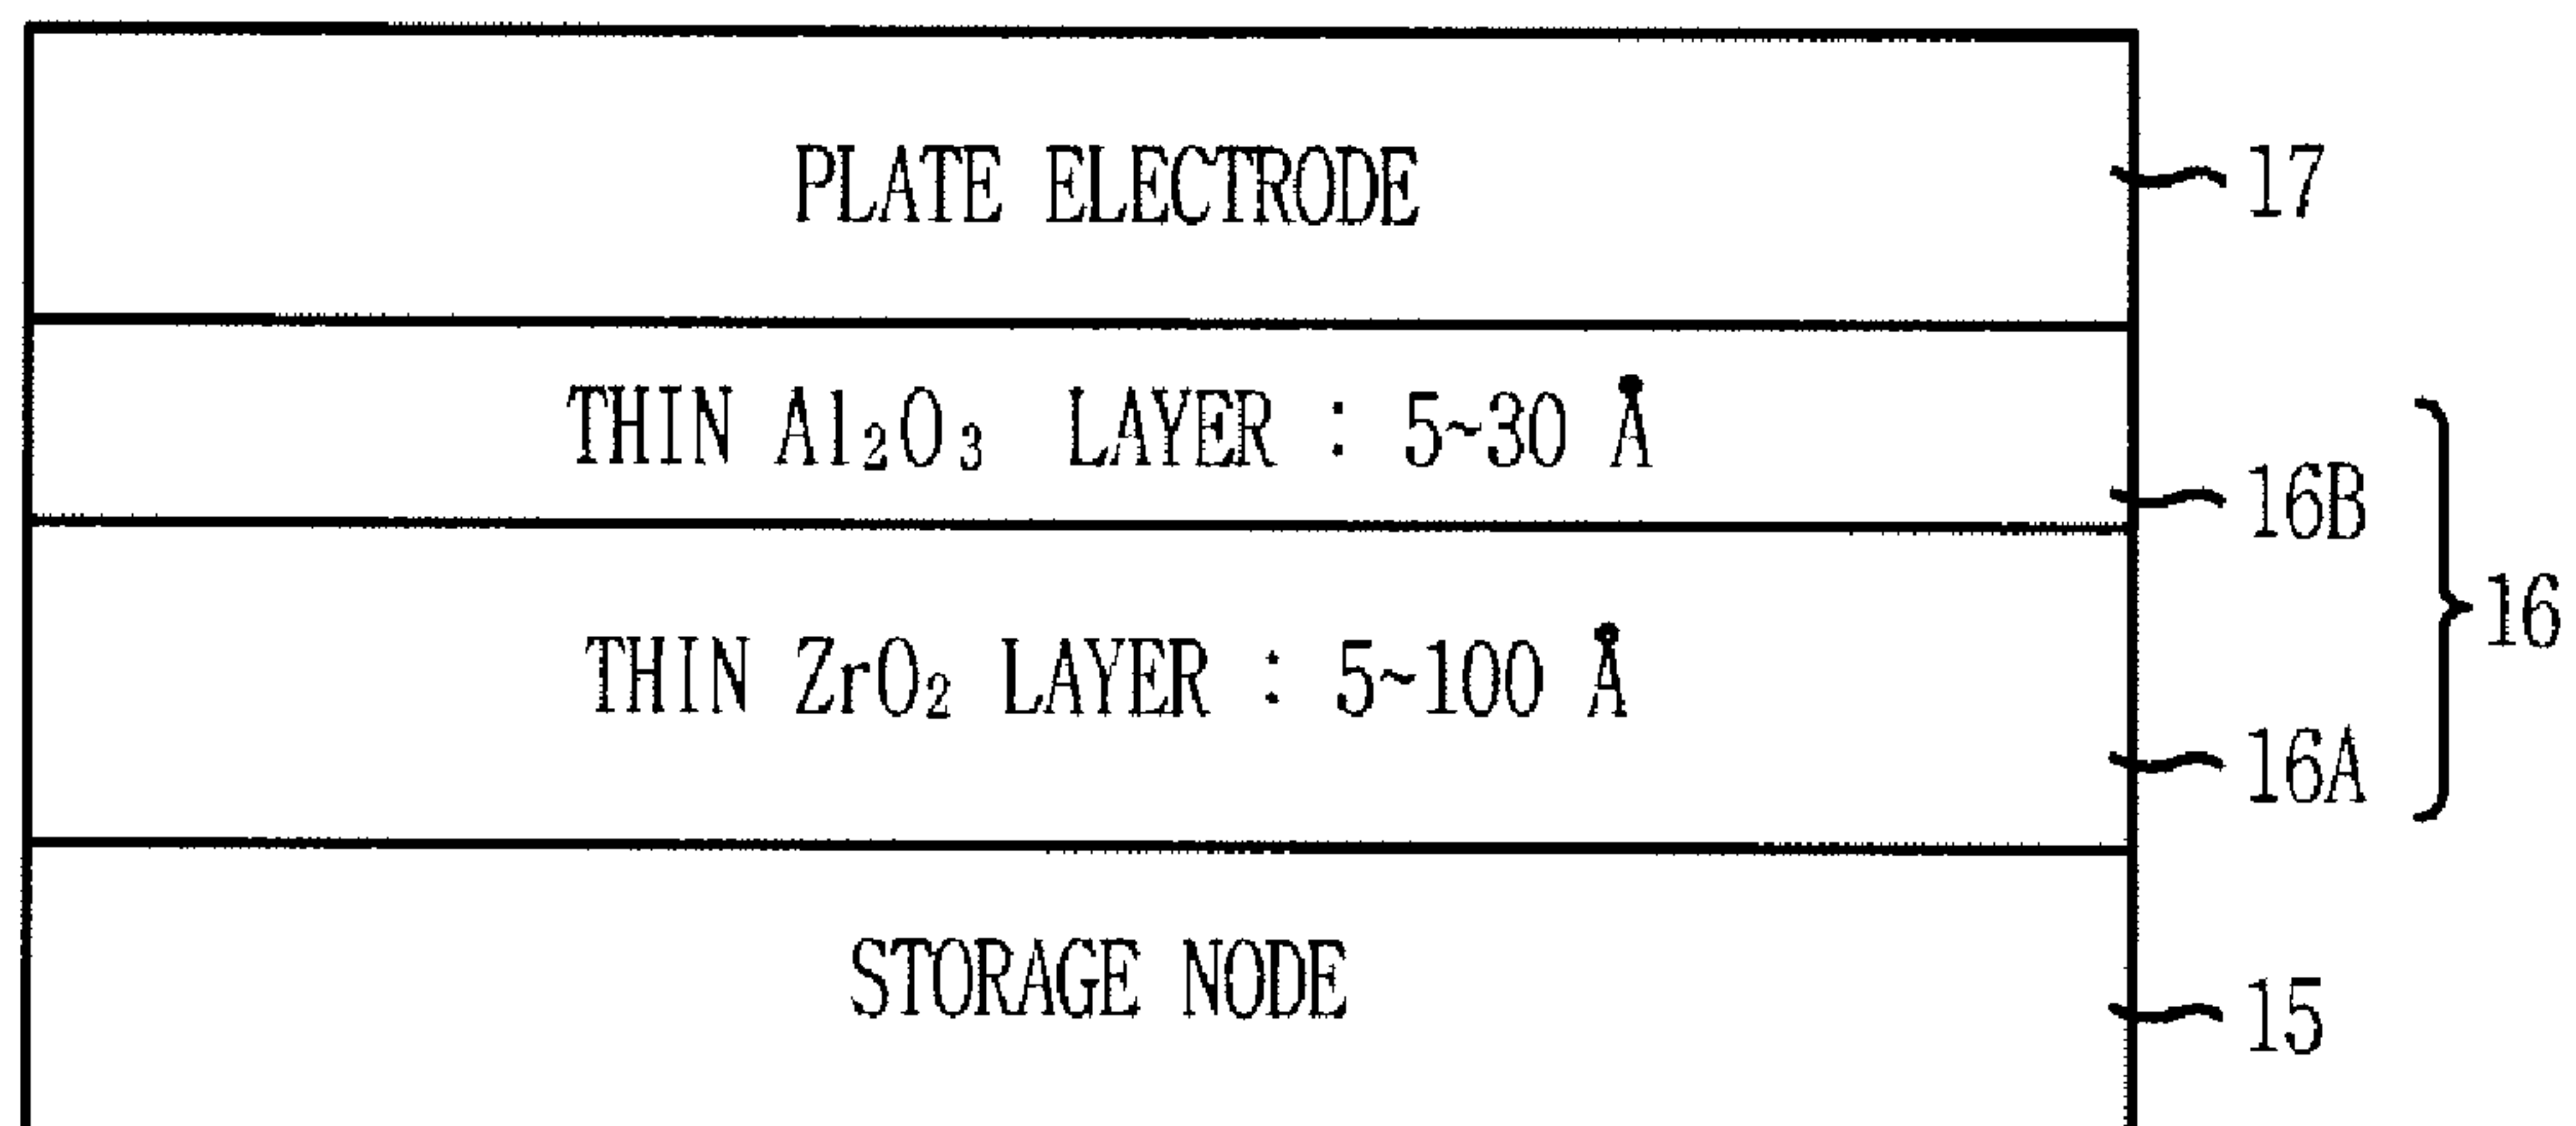 PLATE ELECTRODE
17
THIN Al₂O₃ LAYER : 5~30 Å
16B
16
THIN ZrO₂ LAYER : 5~100 Å
16A
STORAGE NODE
15